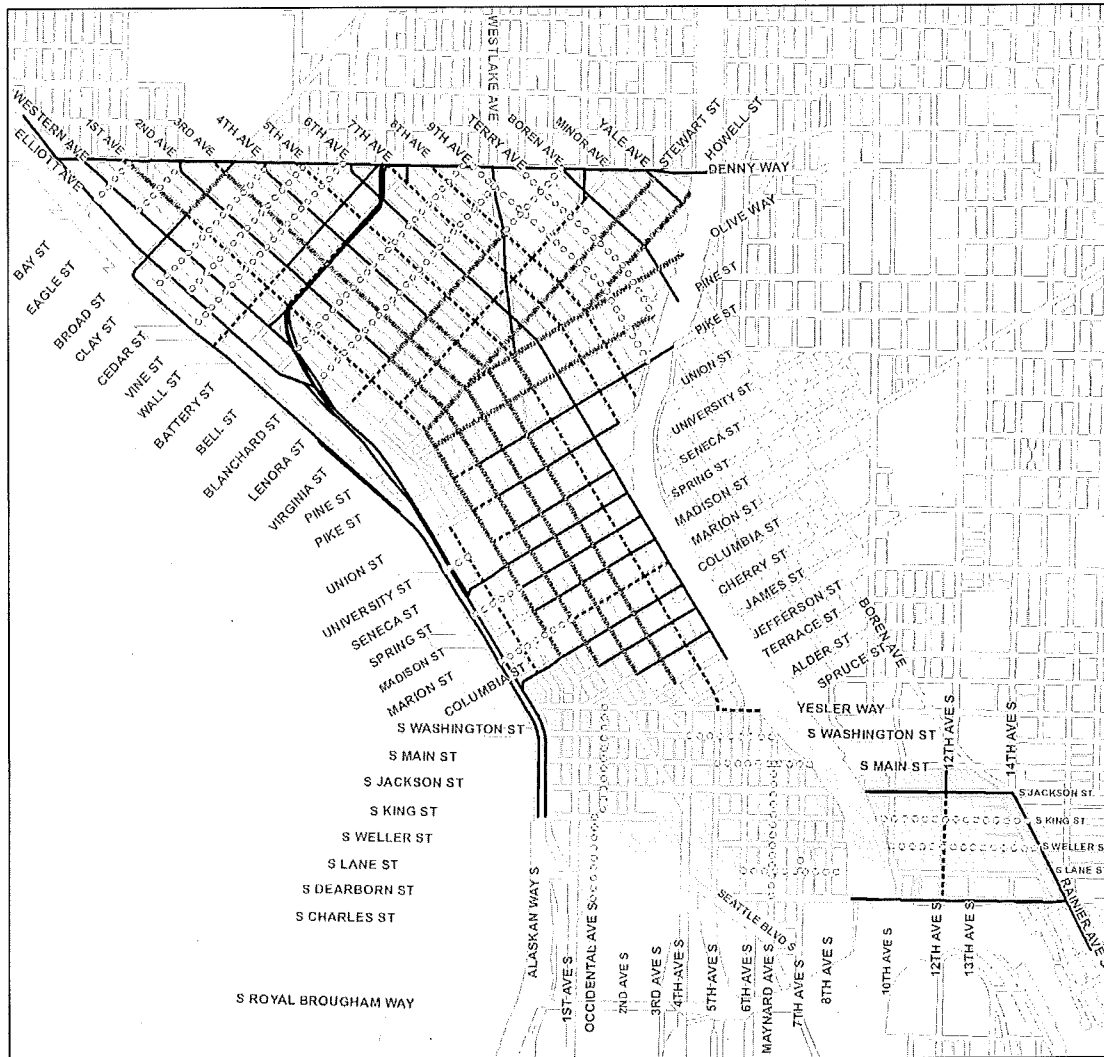 WESTLAKE AVE
WESTERN AVE
ELLIOTT AVE
1ST AVE
2ND AVE
3RD AVE
4TH AVE
5TH AVE
6TH AVE
7TH AVE
8TH AVE
9TH AVE
TERRY AVE
BOREN AVE
MINOR AVE
YALE AVE
STEWART ST
HOWELL ST
DENNY WAY
OLIVE WAY
PINE ST
PIKE ST
UNION ST
UNIVERSITY ST
SENECA ST
SPRING ST
MADISON ST
MARION ST
COLUMBIA ST
CHERRY ST
JAMES ST
JEFFERSON ST
TERRACE ST
ALDER ST
SPRUCE ST
BOREN AVE
BAY ST
EAGLE ST
BROAD ST
CLAY ST
CEDAR ST
VINE ST
WALL ST
BATTERY ST
BELL ST
BLANCHARD ST
LENORA ST
VIRGINIA ST
PINE ST
PIKE ST
UNION ST
UNIVERSITY ST
SENECA ST
SPRING ST
MADISON ST
MARION ST
COLUMBIA ST
YESLER WAY
S WASHINGTON ST
S WASHINGTON ST
S MAIN ST
S MAIN ST
12TH AVE S
14TH AVE S
S JACKSON ST
S JACKSON ST
S KING ST
S KING ST
S WELLER ST
S WELLER ST
S LANE ST
S LANE ST
S DEARBORN ST
S CHARLES ST
RAINIER AVE S
SEATTLE BLVD S
ALASKAN WAY S
1ST AVE S
OCCIDENTAL AVE S
2ND AVE S
3RD AVE S
4TH AVE S
5TH AVE S
6TH AVE S
MAYNARD AVE S
7TH AVE S
8TH AVE S
10TH AVE S
12TH AVE S
13TH AVE S
S ROYAL BROUGHAM WAY